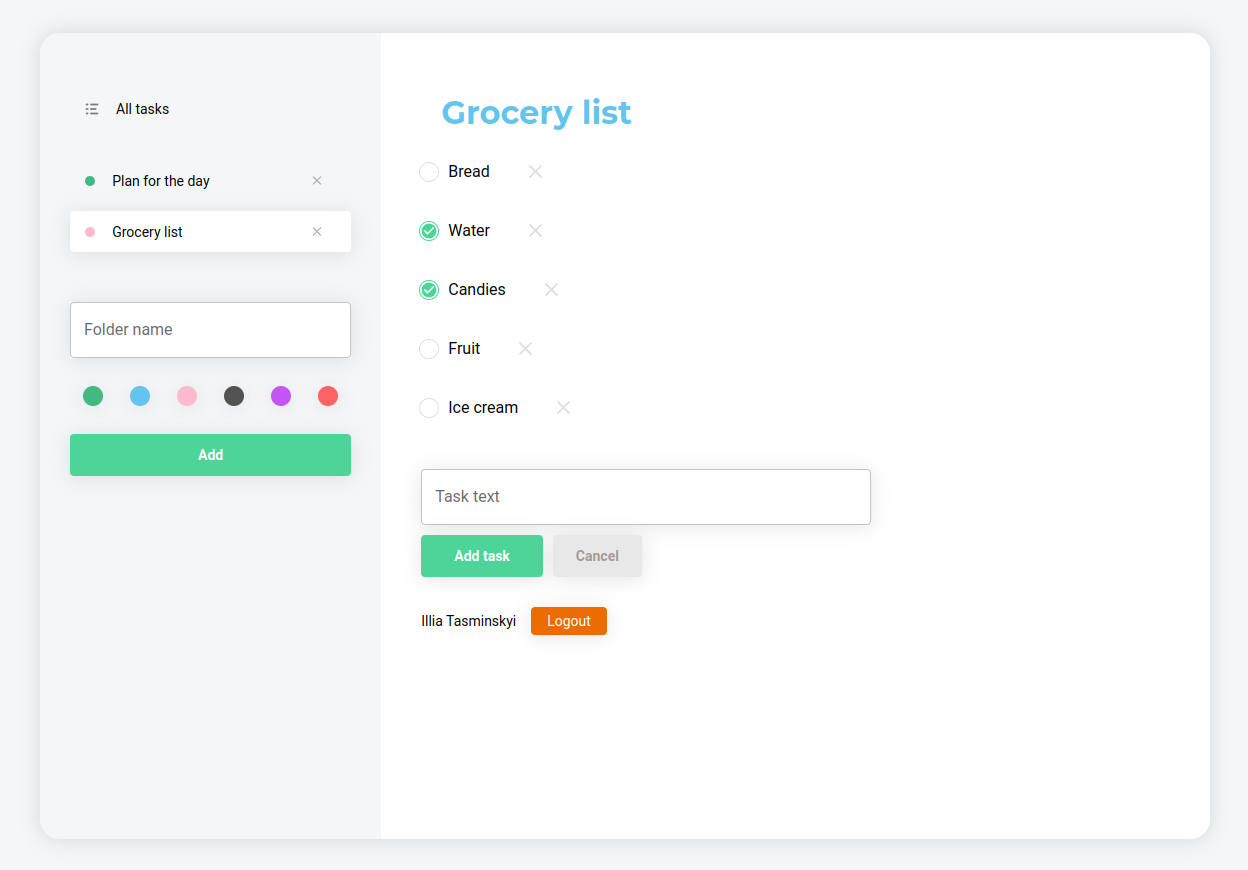 All tasks
Plan for the day
Grocery list
Folder name
Add
Grocery list
Bread
Water
Candies
Fruit
Ice cream
Task text
Add task
Cancel
Illia Tasminskyi
Logout